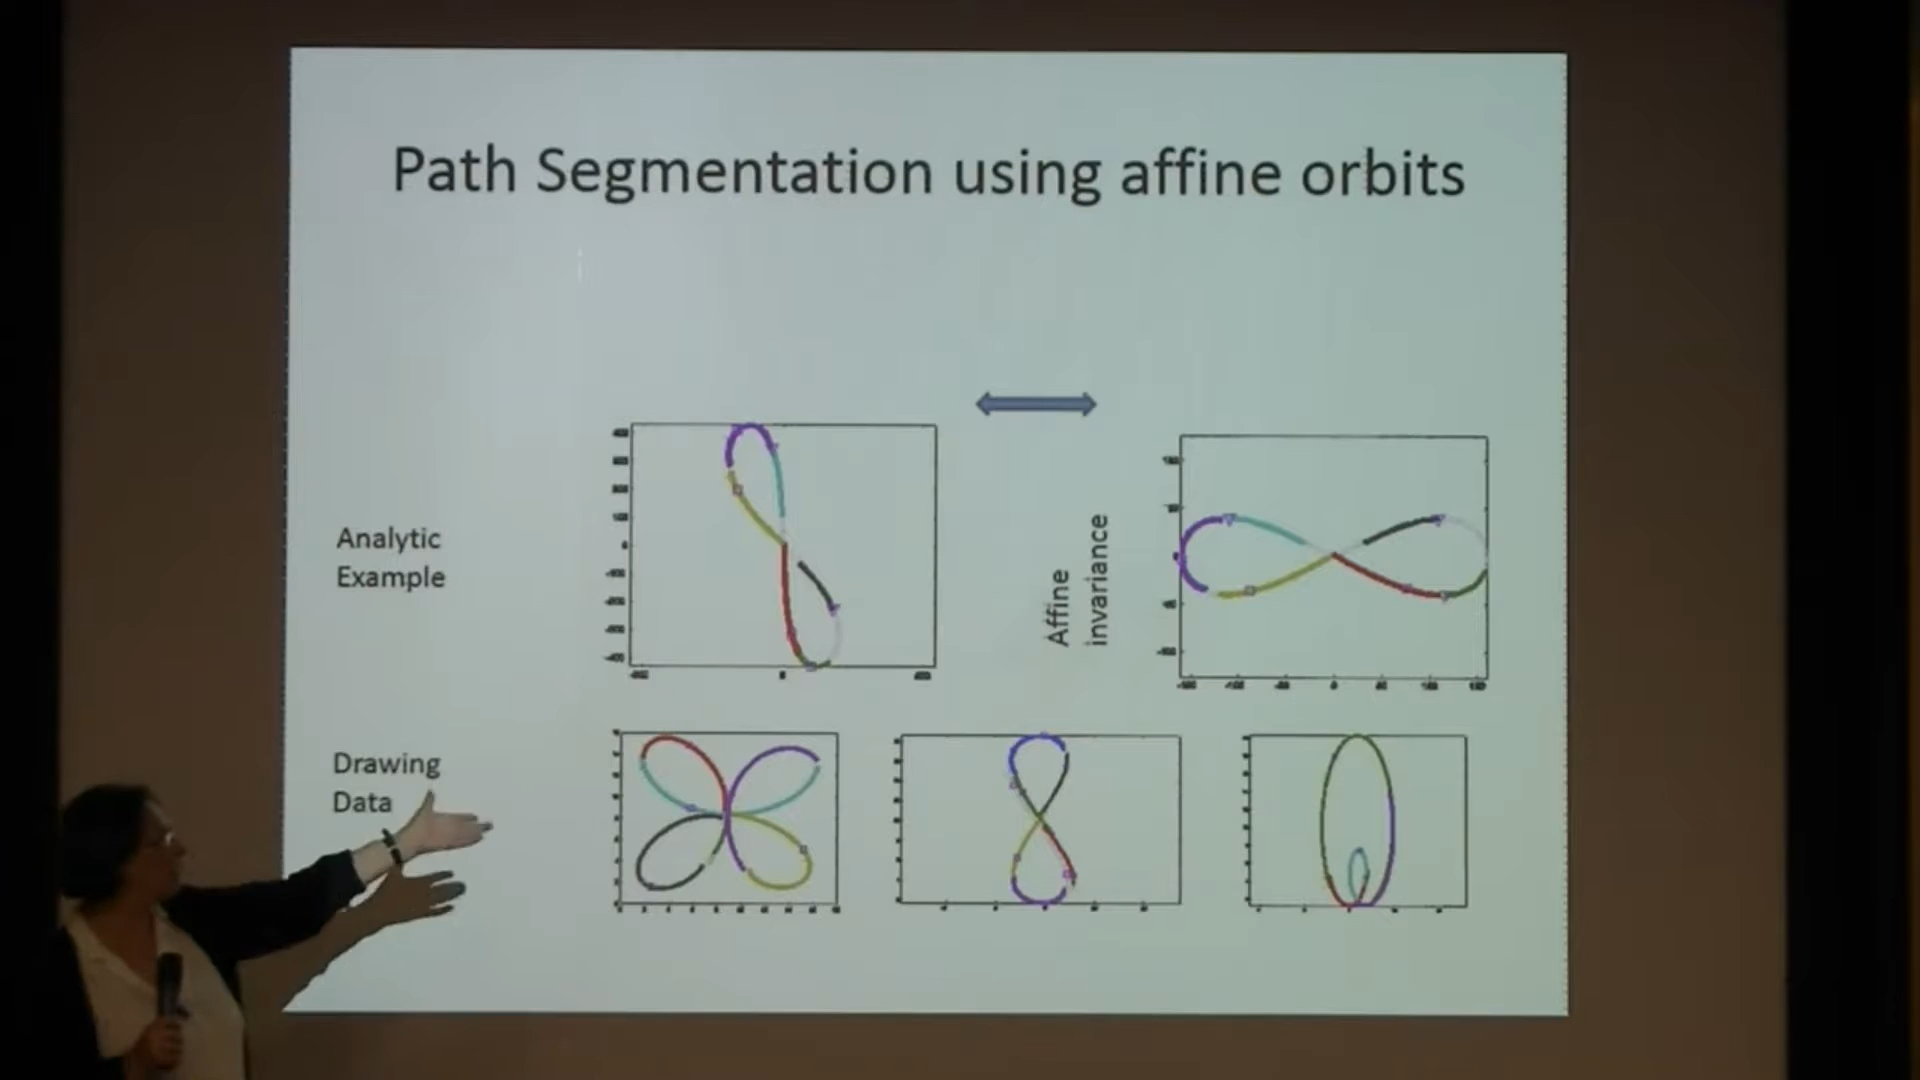 Path Segmentation using affine orbits
Analytic
Example
Affine
invariance
Drawing
Data